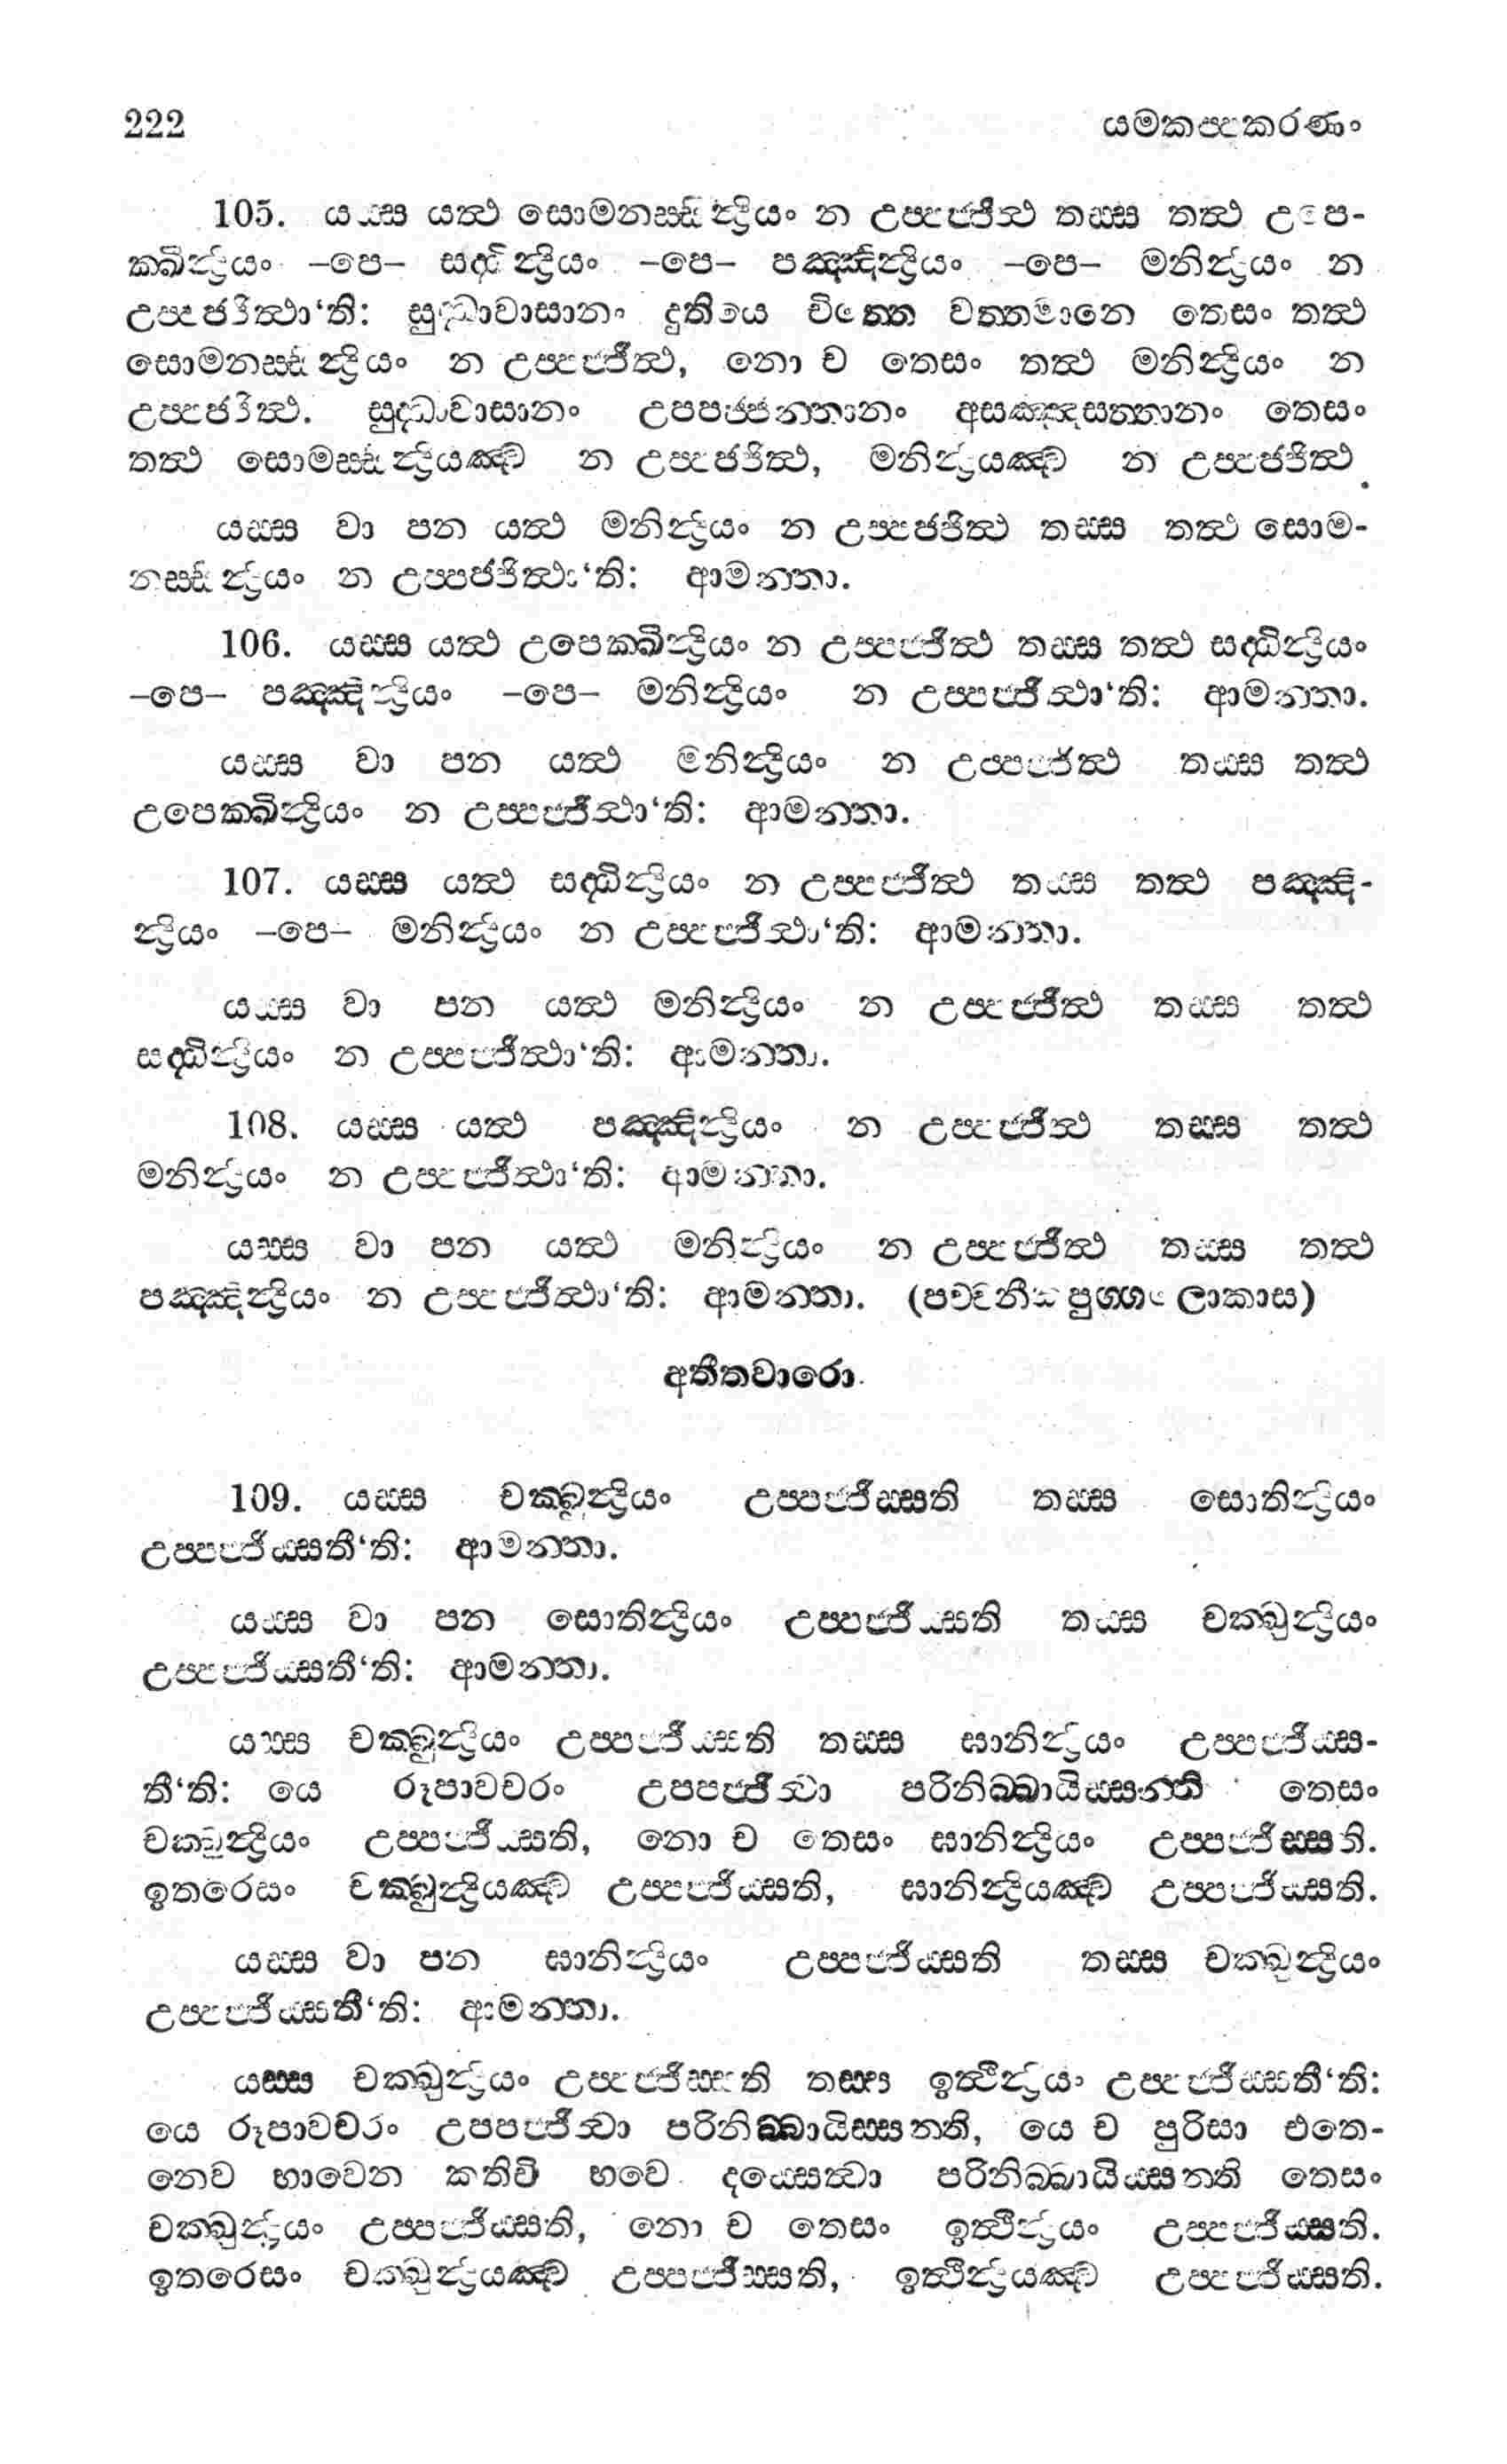 222 යමකප්පකරණං
105. යස්ස යත්ථ සොමනස්සින්ද්‍රියං න උප්පජ්ජිත්ථ තස්ස තත්ථ උපෙ-
ක්ඛින්ද්‍රියං –පෙ– සද්ධින්ද්‍රියං –පෙ– පඤ්ඤින්ද්‍රියං –පෙ– මනින්ද්‍රියං න
උප්පජ්ජිත්ථා‘ති: සුද්ධාවාසානං දුතියෙ චිත්තෙ වත්තමානෙ තෙසං තත්ථ
සොමනස්සින්ද්‍රියං න උප්පජ්ජිත්ථ, නො ච තෙසං තත්ථ මනින්ද්‍රියං න
උප්පජ්ජිත්ථ. සුද්ධාවාසානං උපපජ්ජන්තානං අසඤ්ඤසත්තානං තෙසං
තත්ථ සොමස්සින්ද්‍රියඤ්ච න උප්පජ්ජිත්ථ, මනින්ද්‍රියඤ්ච න උප්පජ්ජිත්ථ.
යස්ස වා පන යත්ථ මනින්ද්‍රියං න උප්පජ්ජිත්ථ තස්ස තත්ථ සොම-
නස්සින්ද්‍රියං න උප්පජ්ජිත්ථා‘ති: ආමන්තා.
106. යස්ස යත්ථ උපෙක්ඛින්ද්‍රියං න උප්පජ්ජිත්ථ තස්ස තත්ථ සද්ධින්ද්‍රියං
–පෙ– පඤ්ඤින්ද්‍රියං –පෙ– මනින්ද්‍රියං න උප්පජ්ජිත්ථා‘ති: ආමන්තා.
යස්ස වා පන යත්ථ මනින්ද්‍රියං න උප්පජ්ජිත්ථ තස්ස තත්ථ
උපෙක්ඛින්ද්‍රියං න උප්පජ්ජිත්ථා‘ති: ආමන්තා.
107. යස්ස යත්ථ සද්ධින්ද්‍රියං න උප්පජ්ජිත්ථ තස්ස තත්ථ පඤ්ඤි-
න්ද්‍රියං –පෙ– මනින්ද්‍රියං න උප්පජ්ජිත්ථා‘ති: ආමන්තා.
යස්ස වා පන යත්ථ මනින්ද්‍රියං න උප්පජ්ජිත්ථ තස්ස තත්ථ
සද්ධින්ද්‍රියං න උප්පජ්ජිත්ථා‘ති: ආමන්තා.
108. යස්ස යත්ථ පඤ්ඤින්ද්‍රියං න උප්පජ්ජිත්ථ තස්ස තත්ථ
මනින්ද්‍රියං න උප්පජ්ජිත්ථා‘ති: ආමන්තා.
යස්ස වා පන යත්ථ මනින්ද්‍රියං න උප්පජ්ජිත්ථ තස්ස තත්ථ
පඤ්ඤින්ද්‍රියං න උප්පජ්ජිත්ථා‘ති: ආමන්තා. (පච්චනීක පුග්ගලොකාස)
අතීතවාරො.
109. යස්ස චක්ඛුන්ද්‍රියං උප්පජ්ජිස්සති තස්ස සොතින්ද්‍රියං
උප්පජ්ජිස්සතී‘ති: ආමන්තා.
යස්ස වා පන සොතින්ද්‍රියං උප්පජ්ජිස්සති තස්ස චක්ඛුන්ද්‍රියං
උප්පජ්ජිස්සතී‘ති: ආමන්තා.
යස්ස චක්ඛුන්ද්‍රියං උප්පජ්ජිස්සති තස්ස ඝානින්ද්‍රියං උප්පජ්ජිස්ස-
තී‘ති: යෙ රූපාවචරං උපපජ්ජිත්වා පරිනිබ්බායිස්සන්ති තෙසං
චක්ඛුන්ද්‍රියං උප්පජ්ජිස්සති, නො ච තෙසං ඝානින්ද්‍රියං උප්පජ්ජිස්සති.
ඉතරෙසං චක්ඛුන්ද්‍රියඤ්ච උප්පජ්ජිස්සති, ඝානින්ද්‍රියඤ්ච උප්පජ්ජිස්සති.
යස්ස වා පන ඝානින්ද්‍රියං උප්පජ්ජිස්සති තස්ස චක්ඛුන්ද්‍රියං
උප්පජ්ජිස්සතී‘ති: ආමන්තා.
යස්ස චක්ඛුන්ද්‍රියං උප්පජ්ජිස්සති තස්ස ඉත්ථින්ද්‍රියං උප්පජ්ජිස්සතී‘ති:
යෙ රූපාවචරං උපපජ්ජිත්වා පරිනිබ්බායිස්සන්ති, යෙ ච පුරිසා එතෙ-
නෙව භාවෙන කතිචි භවෙ දස්සෙත්වා පරිනිබ්බායිස්සන්ති තෙසං
චක්ඛුන්ද්‍රියං උප්පජ්ජිස්සති, නො ච තෙසං ඉත්ථින්ද්‍රියං උප්පජ්ජිස්සති.
ඉතරෙසං චක්ඛුන්ද්‍රියඤ්ච උප්පජ්ජිස්සති, ඉත්ථින්ද්‍රියඤ්ච උප්පජ්ජිස්සති.